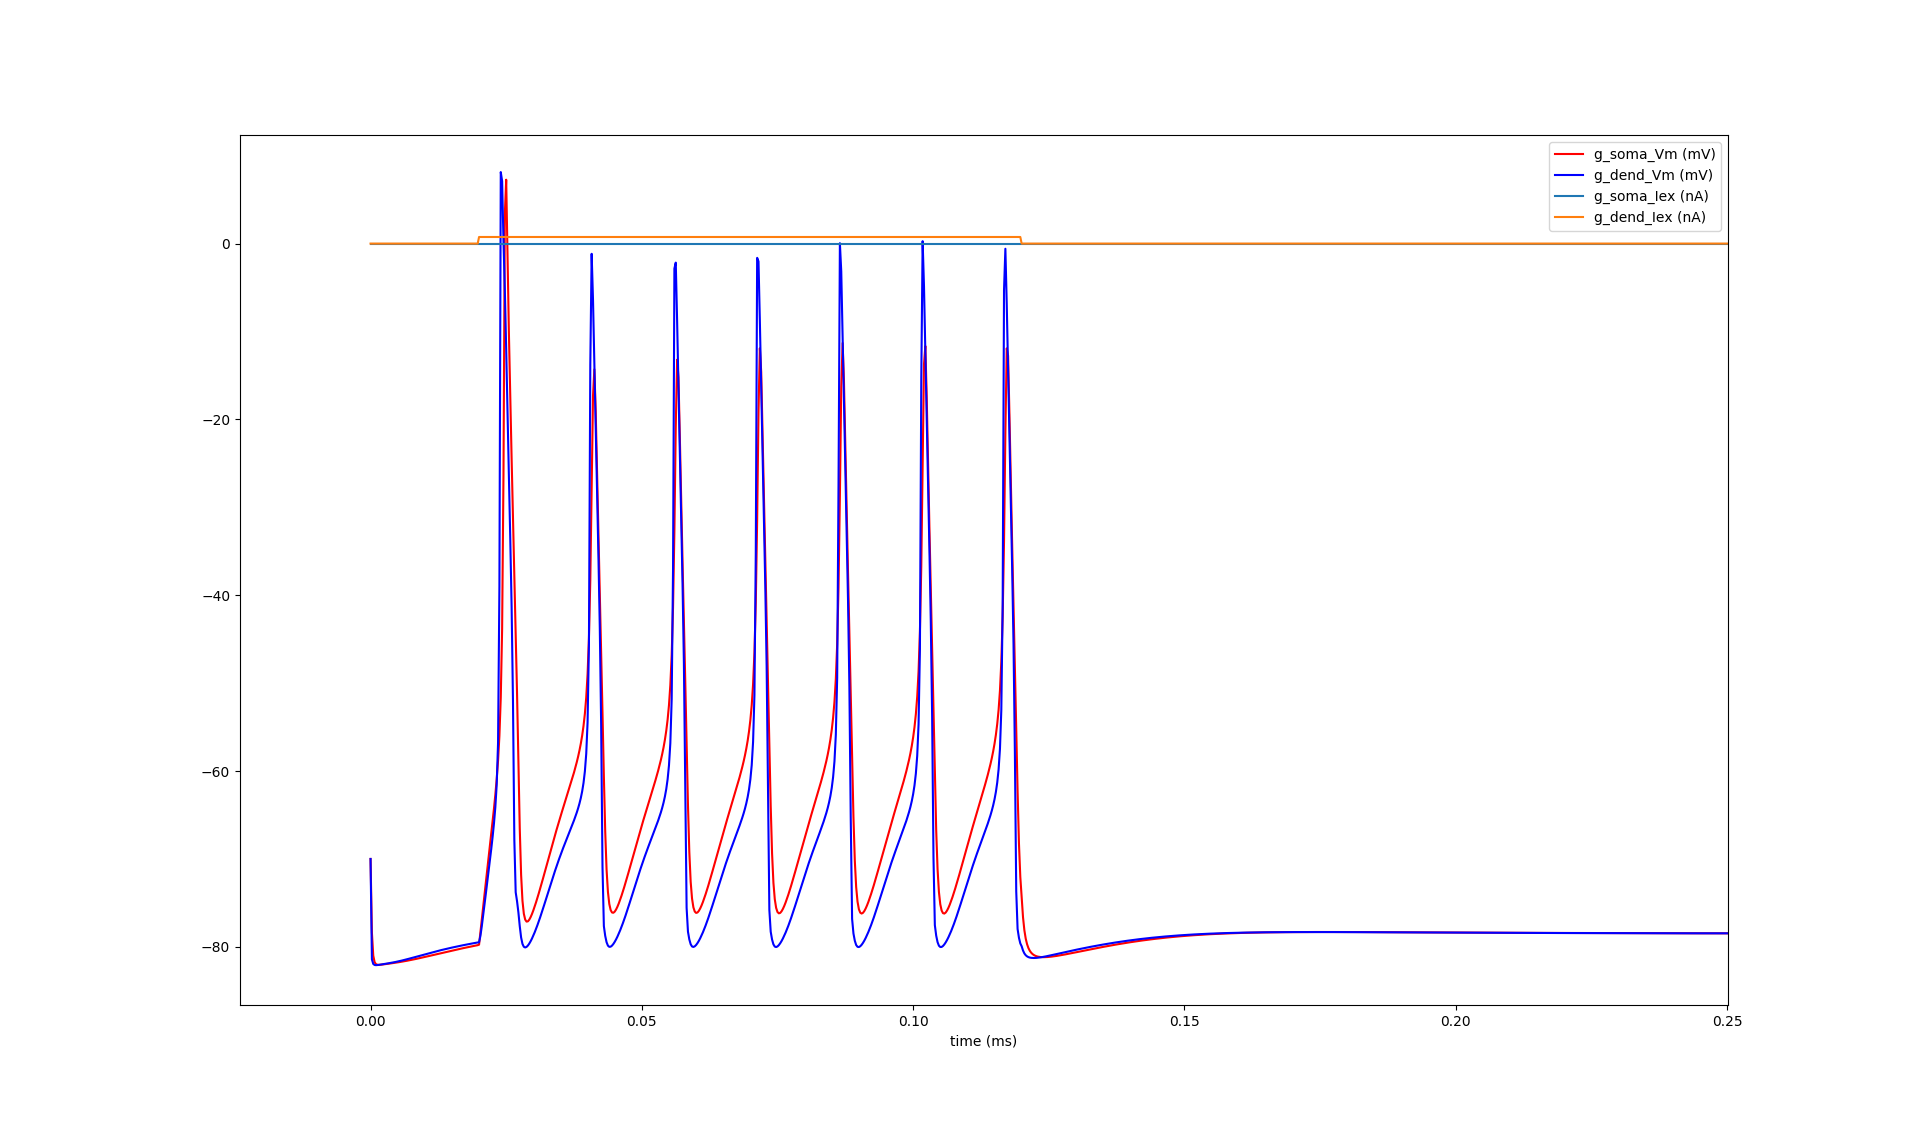 g_soma_Vm (mV)
g_dend_Vm (mV)
g_soma_Iex (nA)
g_dend_Iex (nA)
0
−20
−40
−60
−80
0.00 0.05 0.10 0.15 0.20 0.25
time (ms)